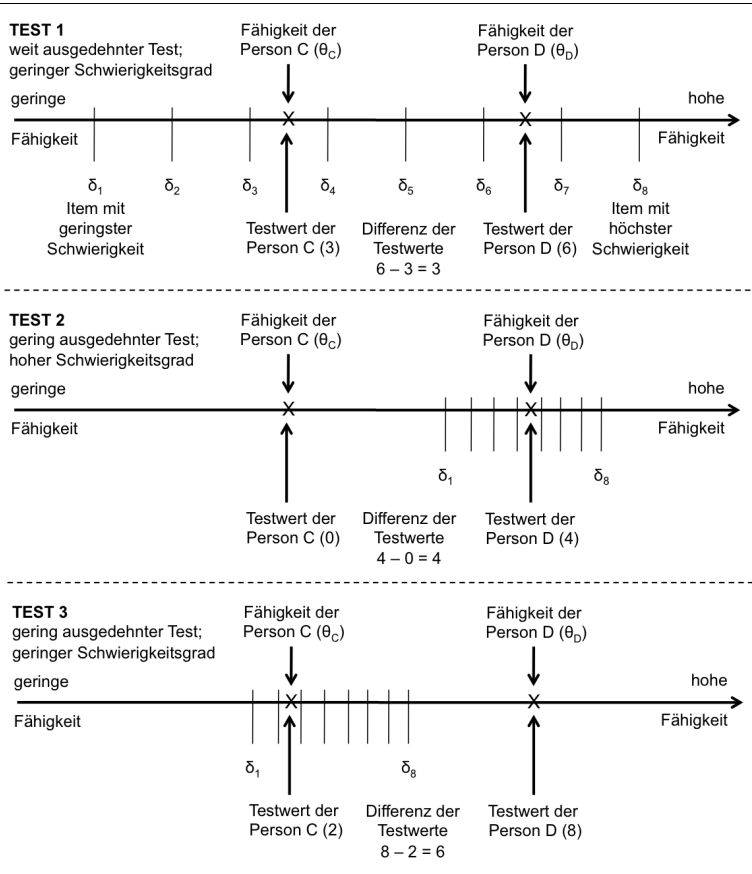 TEST 1
weit ausgedehnter Test;
geringer Schwierigkeitsgrad
Fähigkeit der
Person C (θC)
Fähigkeit der
Person D (θD)
geringe
hohe
Fähigkeit
Fähigkeit
X
X
δ1
δ2
δ3
δ4
δ5
δ6
δ7
δ8
Item mit
geringster
Schwierigkeit
Testwert der
Person C (3)
Differenz der
Testwerte
6 – 3 = 3
Testwert der
Person D (6)
Item mit
höchster
Schwierigkeit
TEST 2
gering ausgedehnter Test;
hoher Schwierigkeitsgrad
Fähigkeit der
Person C (θC)
Fähigkeit der
Person D (θD)
geringe
hohe
Fähigkeit
Fähigkeit
X
X
δ1
δ8
Testwert der
Person C (0)
Differenz der
Testwerte
4 – 0 = 4
Testwert der
Person D (4)
TEST 3
gering ausgedehnter Test;
geringer Schwierigkeitsgrad
Fähigkeit der
Person C (θC)
Fähigkeit der
Person D (θD)
geringe
hohe
Fähigkeit
Fähigkeit
X
X
δ1
δ8
Testwert der
Person C (2)
Differenz der
Testwerte
8 – 2 = 6
Testwert der
Person D (8)